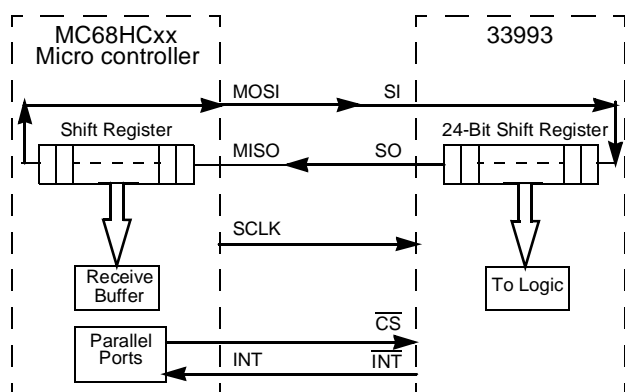 MC68HCxx
Micro controller
33993
MOSI
SI
Shift Register
24-Bit Shift Register
MISO
SO
SCLK
Receive
Buffer
To Logic
CS
Parallel
Ports
INT
INT